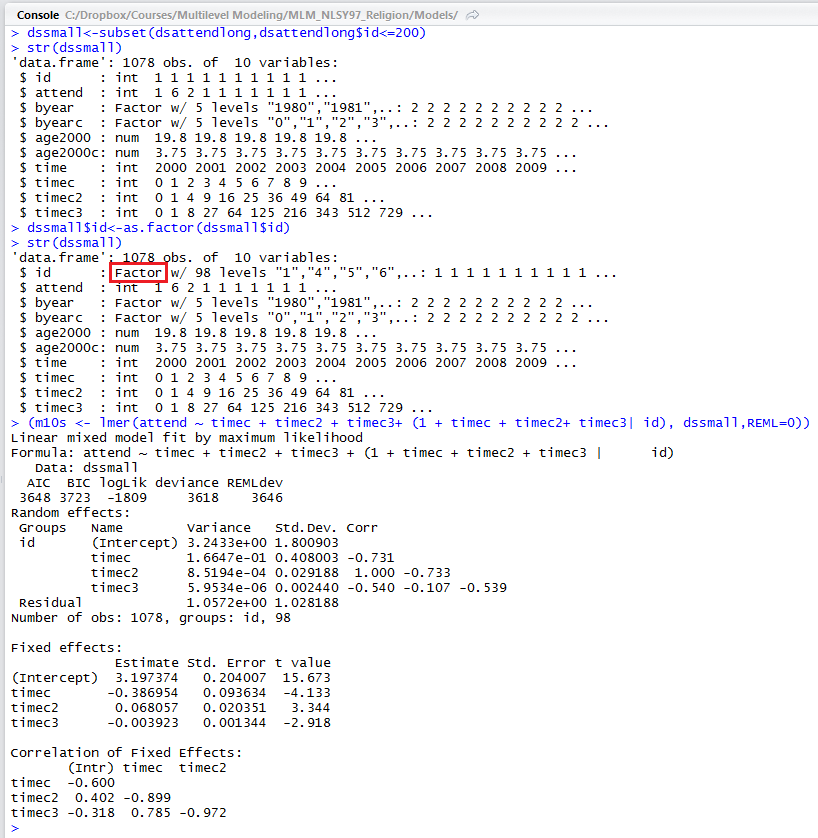 Console C:/Dropbox/Courses/Multilevel Modeling/MLM_NLSY97_Religion/Models/
> dssmall<-subset(dsattendlong,dsattendlong$id<=200)
> str(dssmall)
'data.frame': 1078 obs. of  10 variables:
 $ id      : int  1 1 1 1 1 1 1 1 1 1 ...
 $ attend  : int  1 6 2 1 1 1 1 1 1 1 ...
 $ byear   : Factor w/ 5 levels "1980","1981",..: 2 2 2 2 2 2 2 2 2 2 ...
 $ byearc  : Factor w/ 5 levels "0","1","2","3",..: 2 2 2 2 2 2 2 2 2 2 ...
 $ age2000 : num  19.8 19.8 19.8 19.8 19.8 ...
 $ age2000c: num  3.75 3.75 3.75 3.75 3.75 3.75 3.75 3.75 3.75 3.75 ...
 $ time    : int  2000 2001 2002 2003 2004 2005 2006 2007 2008 2009 ...
 $ timec   : int  0 1 2 3 4 5 6 7 8 9 ...
 $ timec2  : int  0 1 4 9 16 25 36 49 64 81 ...
 $ timec3  : int  0 1 8 27 64 125 216 343 512 729 ...
> dssmall$id<-as.factor(dssmall$id)
> str(dssmall)
'data.frame': 1078 obs. of  10 variables:
 $ id      : Factor w/ 98 levels "1","4","5","6",..: 1 1 1 1 1 1 1 1 1 1 ...
 $ attend  : int  1 6 2 1 1 1 1 1 1 1 ...
 $ byear   : Factor w/ 5 levels "1980","1981",..: 2 2 2 2 2 2 2 2 2 2 ...
 $ byearc  : Factor w/ 5 levels "0","1","2","3",..: 2 2 2 2 2 2 2 2 2 2 ...
 $ age2000 : num  19.8 19.8 19.8 19.8 19.8 ...
 $ age2000c: num  3.75 3.75 3.75 3.75 3.75 3.75 3.75 3.75 3.75 3.75 ...
 $ time    : int  2000 2001 2002 2003 2004 2005 2006 2007 2008 2009 ...
 $ timec   : int  0 1 2 3 4 5 6 7 8 9 ...
 $ timec2  : int  0 1 4 9 16 25 36 49 64 81 ...
 $ timec3  : int  0 1 8 27 64 125 216 343 512 729 ...
> (m10s <- lmer(attend ~ timec + timec2 + timec3+ (1 + timec + timec2+ timec3| id), dssmall,REML=0))
Linear mixed model fit by maximum likelihood
Formula: attend ~ timec + timec2 + timec3 + (1 + timec + timec2 + timec3 |      id)
   Data: dssmall
  AIC  BIC logLik deviance REMLdev
 3648 3723  -1809     3618    3646
Random effects:
 Groups   Name        Variance   Std.Dev. Corr
 id       (Intercept) 3.2433e+00 1.800903
          timec       1.6647e-01 0.408003 -0.731
          timec2      8.5194e-04 0.029188  1.000 -0.733
          timec3      5.9534e-06 0.002440 -0.540 -0.107 -0.539
 Residual             1.0572e+00 1.028188
Number of obs: 1078, groups: id, 98
Fixed effects:
             Estimate Std. Error t value
(Intercept)  3.197374   0.204007  15.673
timec       -0.386954   0.093634  -4.133
timec2       0.068057   0.020351   3.344
timec3      -0.003923   0.001344  -2.918
Correlation of Fixed Effects:
       (Intr) timec  timec2
timec  -0.600
timec2  0.402 -0.899
timec3 -0.318  0.785 -0.972
>